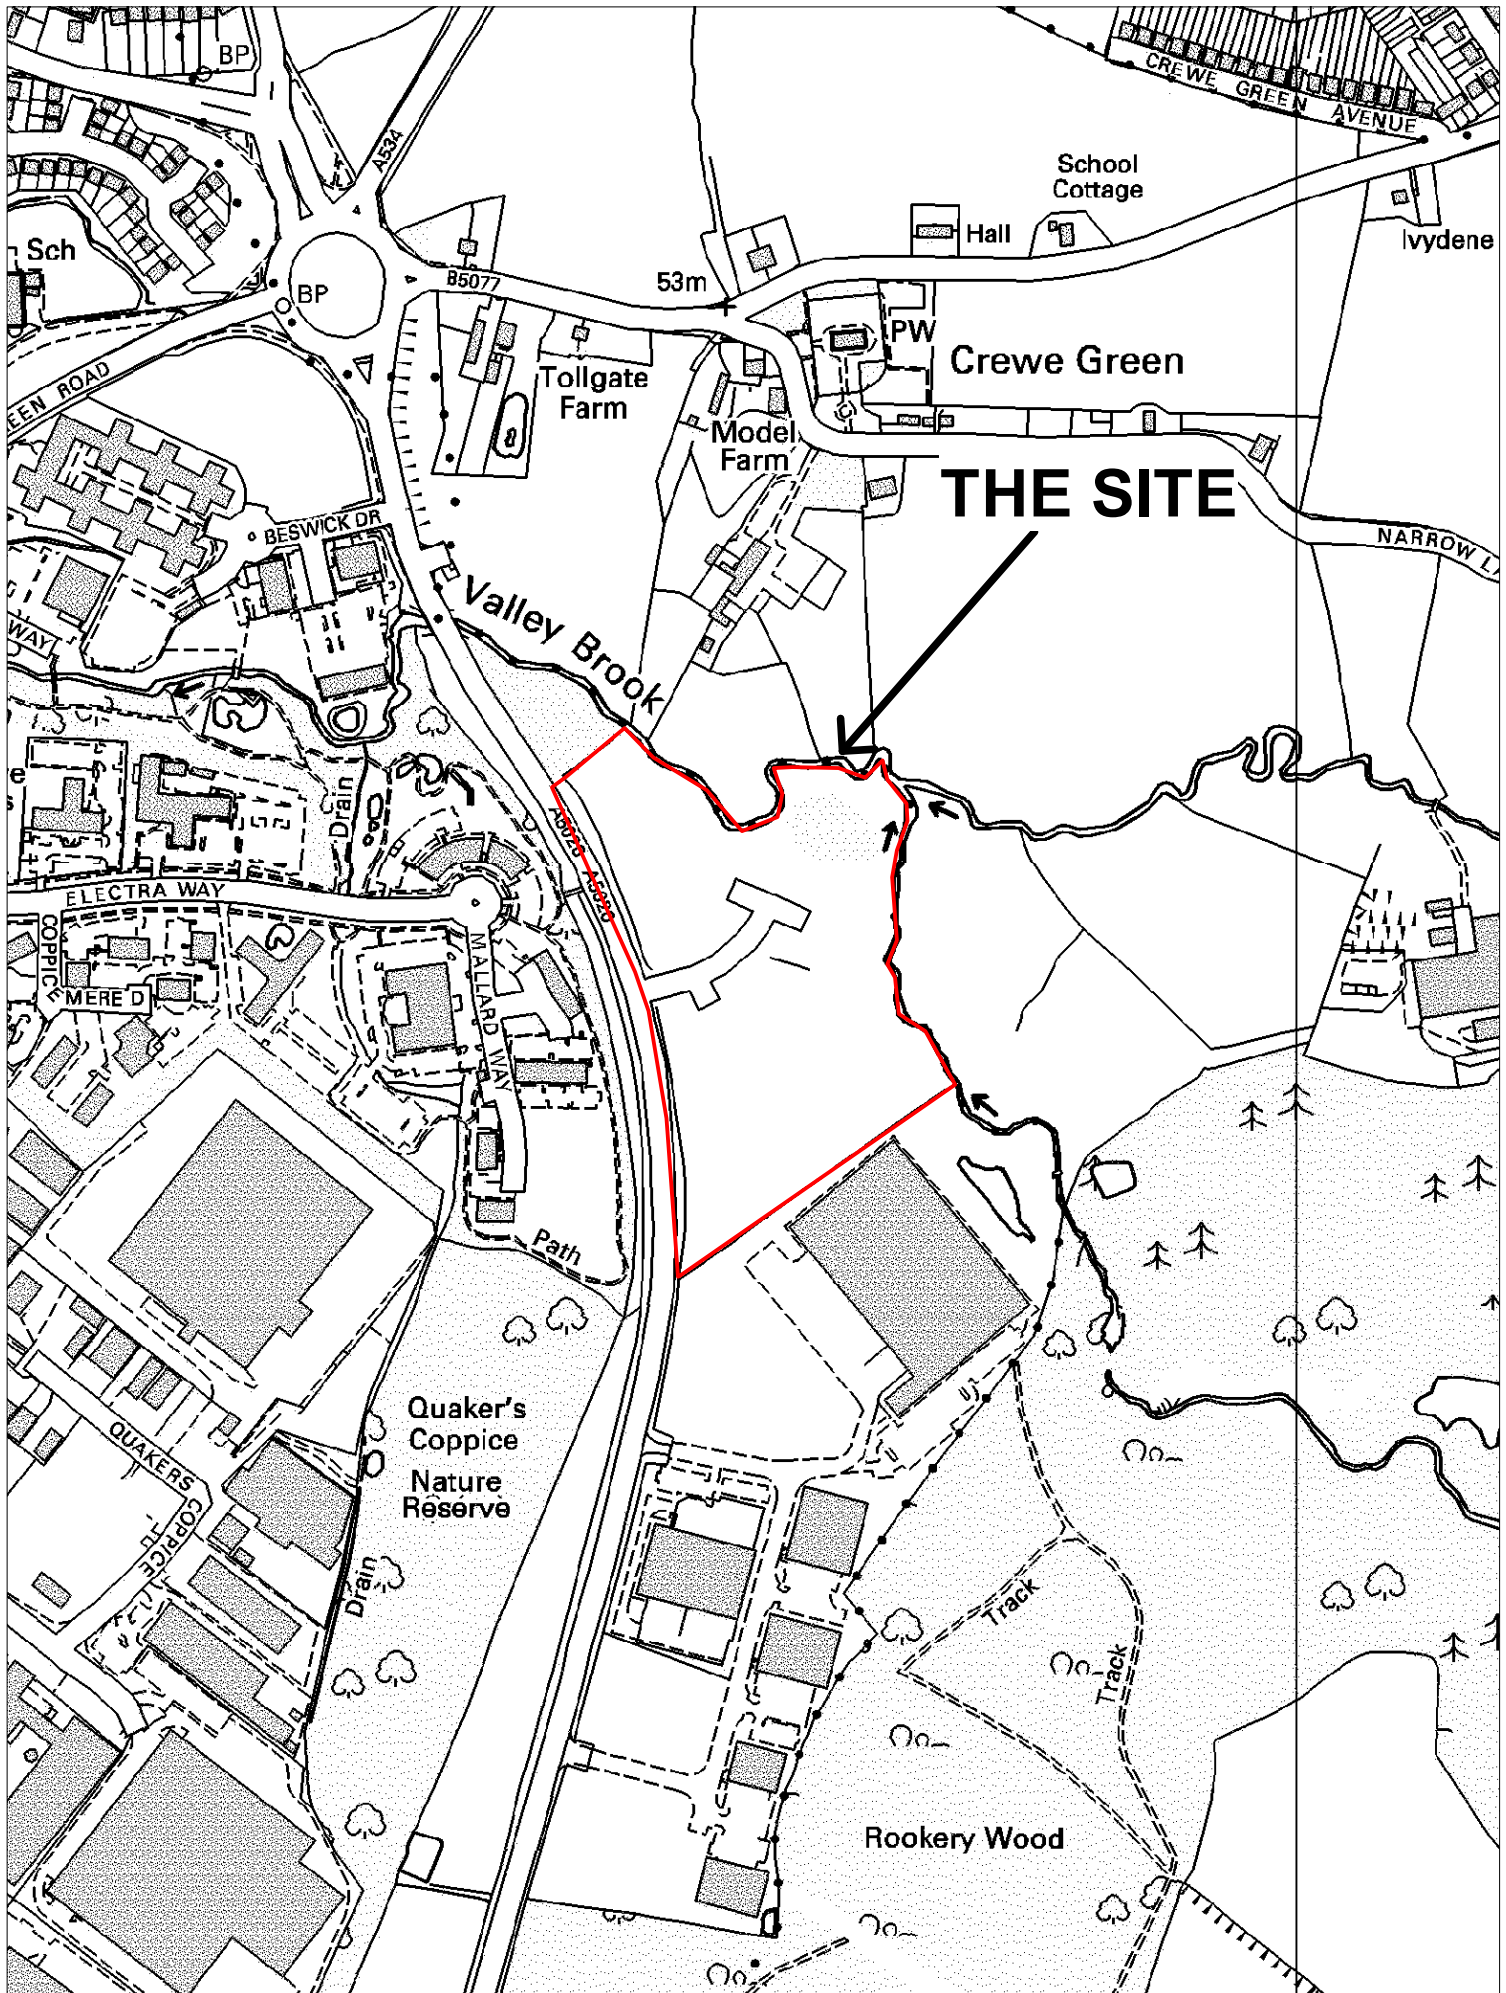 BP
CREWE GREEN AVENUE
A534
School
Cottage
Hall
Ivydene
Sch
B5077
53m
BP
PW
Crewe Green
Tollgate
Farm
EEN ROAD
Model
Farm
THE SITE
BESWICK DR
NARROW LA
Valley Brook
WAY
e
s
Drain
A5020
A5020
ELECTRA WAY
COPPICE
MERE D
MALLARD WAY
Path
Quaker's
Coppice
Nature
Reserve
QUAKERS COPPICE
Drain
Track
Track
Rookery Wood